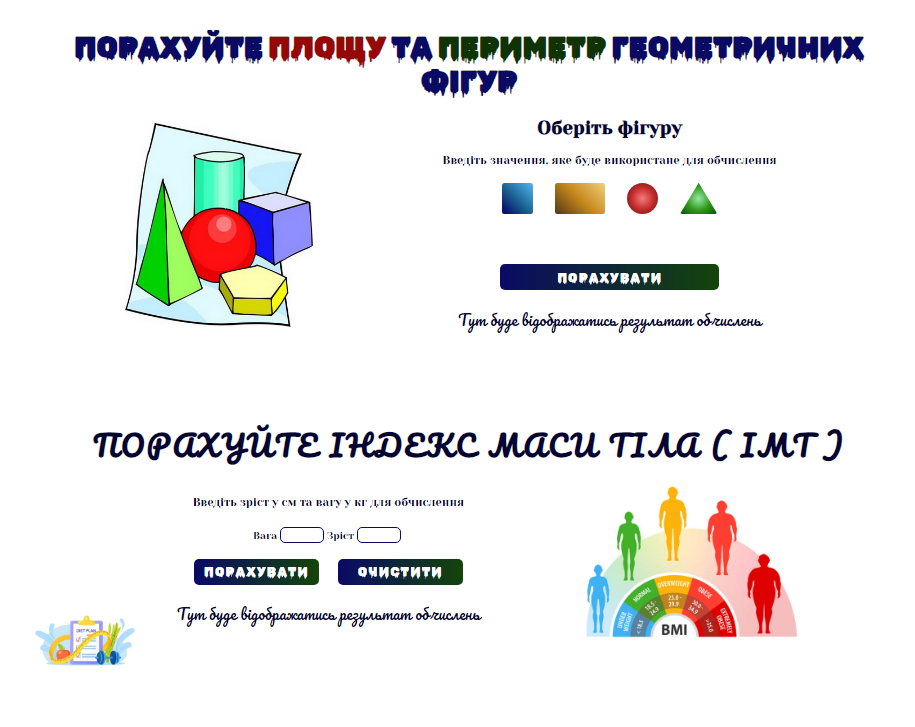 ПОРАХУЙТЕ ПЛОЩУ ТА ПЕРИМЕТР ГЕОМЕТРИЧНИХ
ФІГУР
Оберіть фігуру
Введіть значення, яке буде використане для обчислення
ПОРАХУВАТИ
Тут буде відображатись результат обчислень
ПОРАХУЙТЕ ІНДЕКС МАСИ ТІЛА ( ІМТ )
Введіть зріст у см та вагу у кг для обчислення
Вага Зріст
ПОРАХУВАТИ ОЧИСТИТИ
Тут буде відображатись результат обчислень
DIET PLAN
UNDER WEIGHT
NORMAL
OVERWEIGHT
OBESE
EXTREMELY OBESE
< 18.5
18.5 - 24.9
25.0 - 29.9
30.0 - 34.9
>35.0
BMI